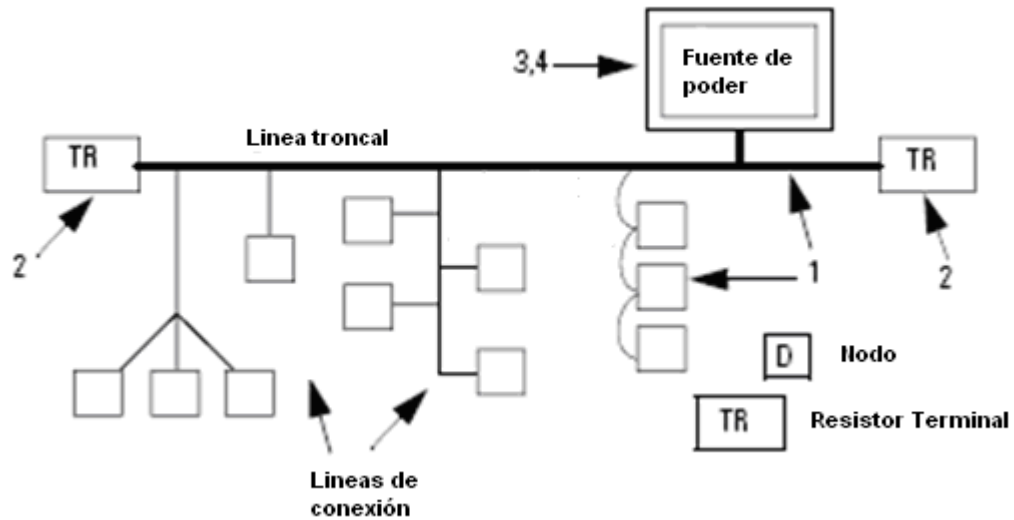 Fuente de
poder
3,4
Linea troncal
TR
TR
2
1
2
D
Nodo
TR
Resistor Terminal
Lineas de
conexión